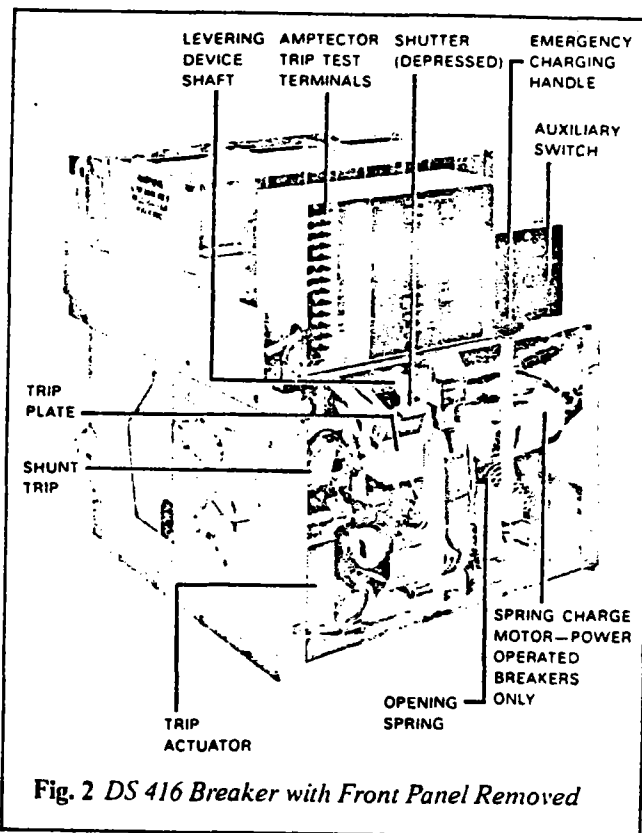 LEVERING
DEVICE
SHAFT
AMPTECTOR
TRIP TEST
TERMINALS
SHUTTER
(DEPRESSED)
EMERGENCY
CHARGING
HANDLE
AUXILIARY
SWITCH
TRIP
PLATE
SHUNT
TRIP
TRIP
ACTUATOR
OPENING
SPRING
SPRING CHARGE
MOTOR—POWER
OPERATED
BREAKERS
ONLY
Fig. 2 DS 416 Breaker with Front Panel Removed